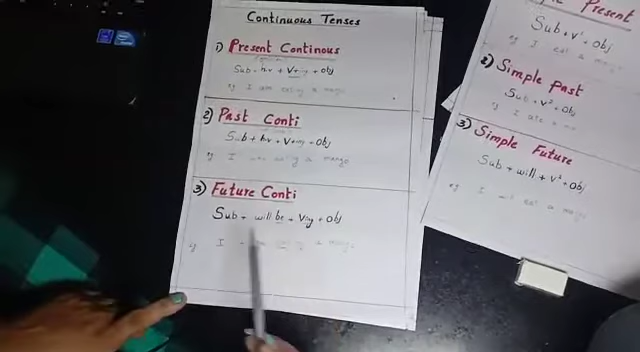 Continuous Tenses
1) Present Continous
Sub + hv + Ving + obj
eg I am eating a mango
2) Past Conti
Sub + hv + Ving + obj
eg I was eating a mango
3) Future Conti
Sub + will be + Ving + obj
eg I eating a mango
Present
Sub + V¹ + obj
eg I eat a mango
2) Simple Past
Sub + V² + obj
eg I ate a
3) Simple Future
Sub + will + V¹ + obj
eg I will eat a mango